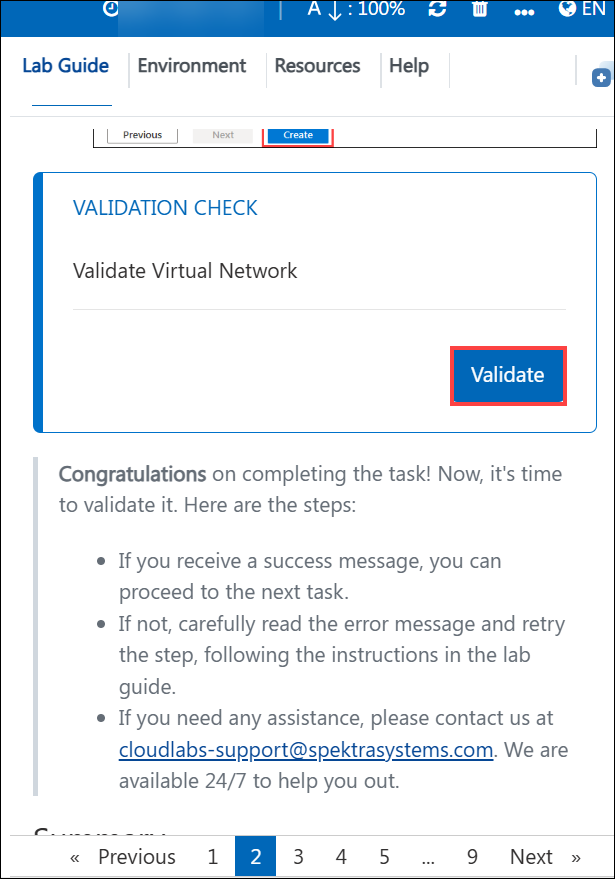 A ↓ : 100% ... EN
Lab Guide Environment Resources Help
Previous Next Create
VALIDATION CHECK
Validate Virtual Network
Validate
Congratulations on completing the task! Now, it's time
to validate it. Here are the steps:
• If you receive a success message, you can
proceed to the next task.
• If not, carefully read the error message and retry
the step, following the instructions in the lab
guide.
• If you need any assistance, please contact us at
cloudlabs-support@spektrasystems.com. We are
available 24/7 to help you out.
Summary
« Previous 1 2 3 4 5 ... 9 Next »